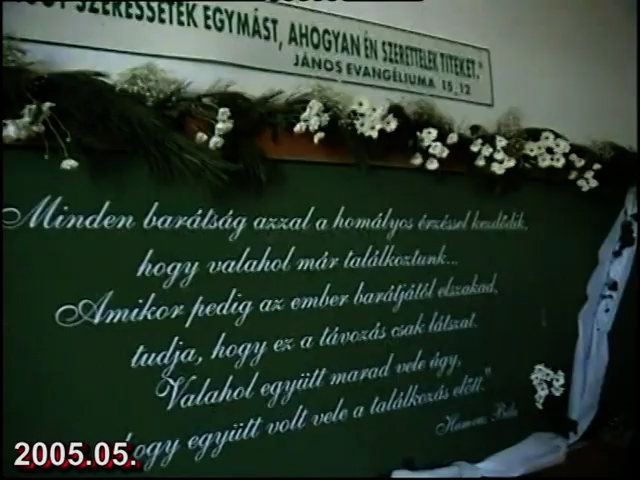 SZERESSÉTEK EGYMÁST, AHOGYAN ÉN SZERETTELEK TITEKET."
JÁNOS EVANGÉLIUMA 15,12
Minden barátság azzal a homályos érzéssel kezdődik,
hogy valahol már találkoztunk...
Amikor pedig az ember barátjától elszakad,
tudja, hogy ez a távozás csak látszat.
Valahol együtt marad vele úgy,
hogy együtt volt vele a találkozás előtt."
Hamvas Béla
2005.05.